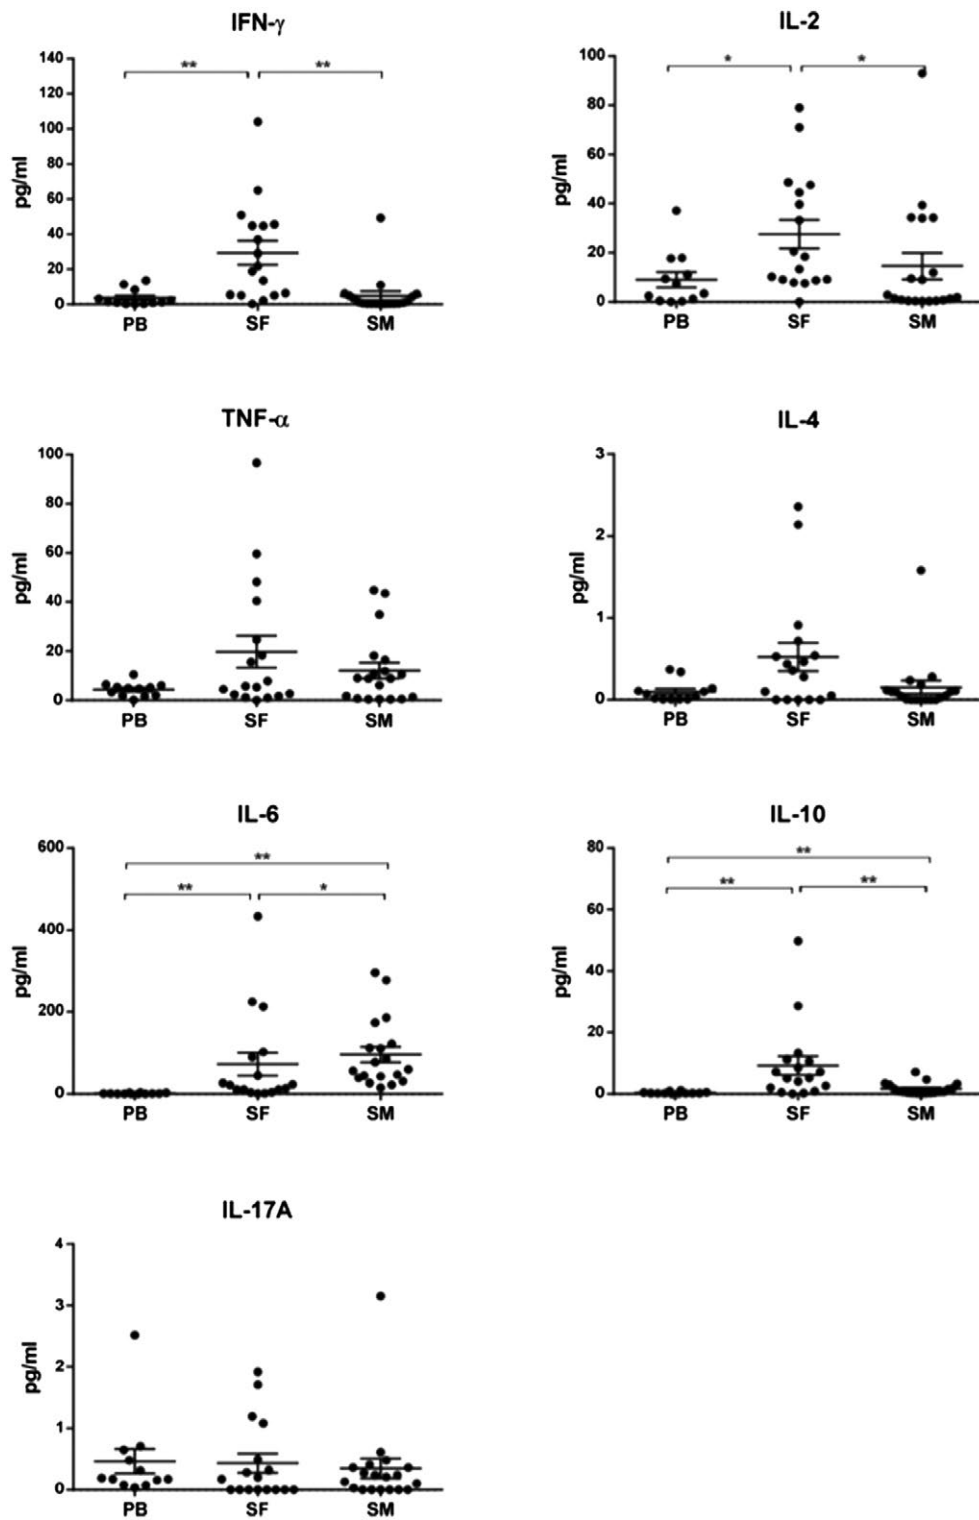 IFN-γ
**
**
140
120
100
80
60
40
20
0
pg/ml
PB
SF
SM
IL-2
*
*
100
80
60
40
20
0
pg/ml
PB
SF
SM
TNF-α
100
80
60
40
20
0
pg/ml
PB
SF
SM
IL-4
3
2
1
0
pg/ml
PB
SF
SM
IL-6
**
**
*
600
400
200
0
pg/ml
PB
SF
SM
IL-10
**
**
**
80
60
40
20
0
pg/ml
PB
SF
SM
IL-17A
4
3
2
1
0
pg/ml
PB
SF
SM